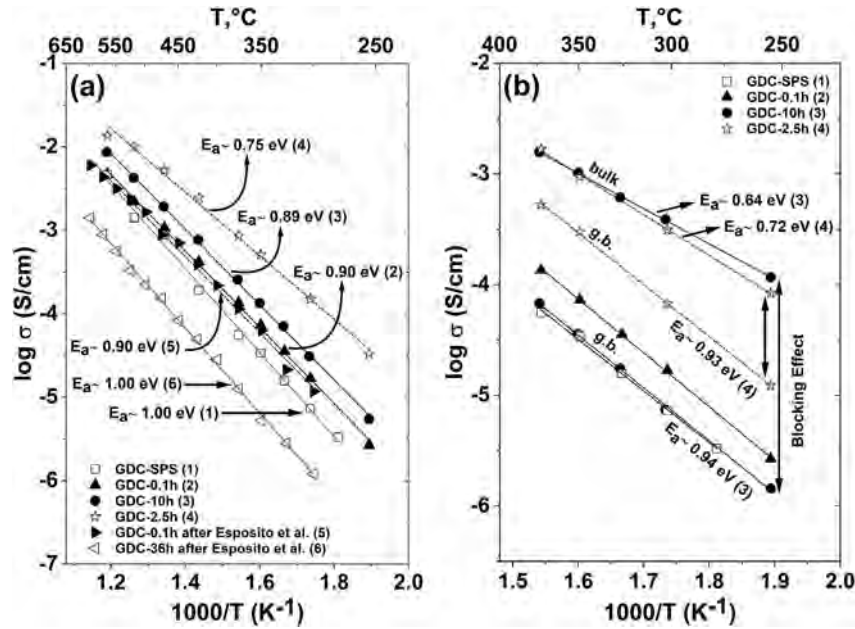 T,°C
650 550 450 350 250
-1
-2
-3
-4
-5
-6
-7
log σ (S/cm)
(a)
Ea~ 0.75 eV (4)
Ea~ 0.89 eV (3)
Ea~ 0.90 eV (2)
Ea~ 0.90 eV (5)
Ea~ 1.00 eV (6)
Ea~ 1.00 eV (1)
GDC-SPS (1)
GDC-0.1h (2)
GDC-10h (3)
GDC-2.5h (4)
GDC-0.1h after Esposito et al. (5)
GDC-36h after Esposito et al. (6)
1.2 1.4 1.6 1.8 2.0
1000/T (K-1)
T,°C
400 350 300 250
-2
-3
-4
-5
-6
log σ (S/cm)
(b)
GDC-SPS (1)
GDC-0.1h (2)
GDC-10h (3)
GDC-2.5h (4)
bulk
Ea~ 0.64 eV (3)
Ea~ 0.72 eV (4)
g.b.
Ea~ 0.93 eV (4)
g.b.
Ea~ 0.94 eV (3)
Blocking Effect
1.5 1.6 1.7 1.8 1.9 2.0
1000/T (K-1)